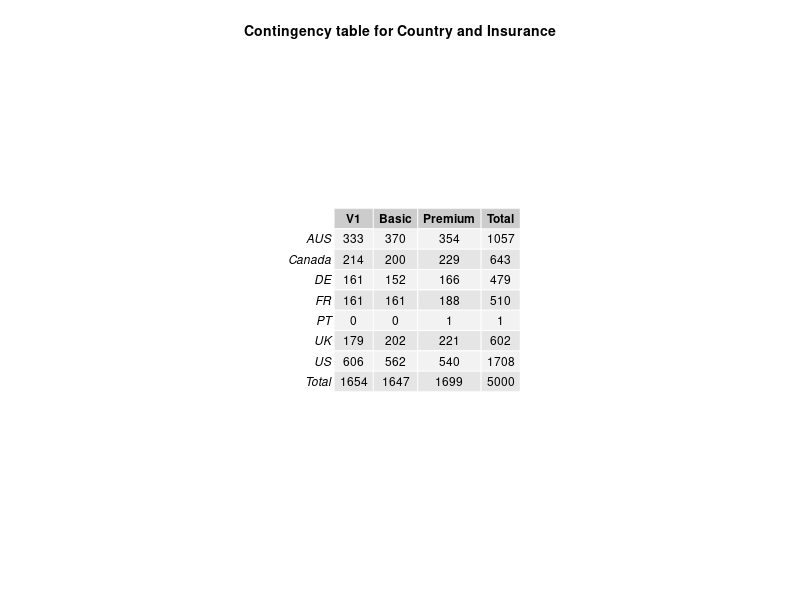 Contingency table for Country and Insurance
V1 Basic Premium Total
AUS 333 370 354 1057
Canada 214 200 229 643
DE 161 152 166 479
FR 161 161 188 510
PT 0 0 1 1
UK 179 202 221 602
US 606 562 540 1708
Total 1654 1647 1699 5000